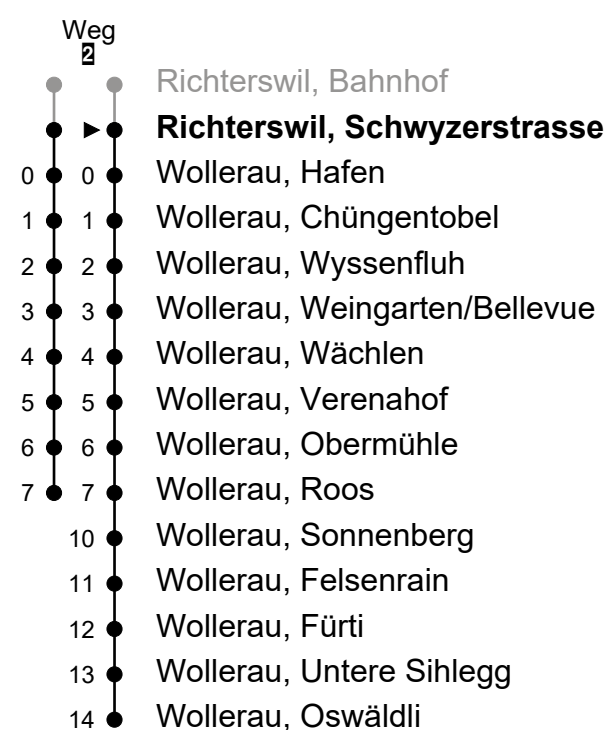 Weg
2
Richterswil, Bahnhof
Richterswil, Schwyzerstrasse
0 0 Wollerau, Hafen
1 1 Wollerau, Chüngentobel
2 2 Wollerau, Wyssenfluh
3 3 Wollerau, Weingarten/Bellevue
4 4 Wollerau, Wächlen
5 5 Wollerau, Verenahof
6 6 Wollerau, Obermühle
7 7 Wollerau, Roos
10 Wollerau, Sonnenberg
11 Wollerau, Felsenrain
12 Wollerau, Fürti
13 Wollerau, Untere Sihlegg
14 Wollerau, Oswäldli